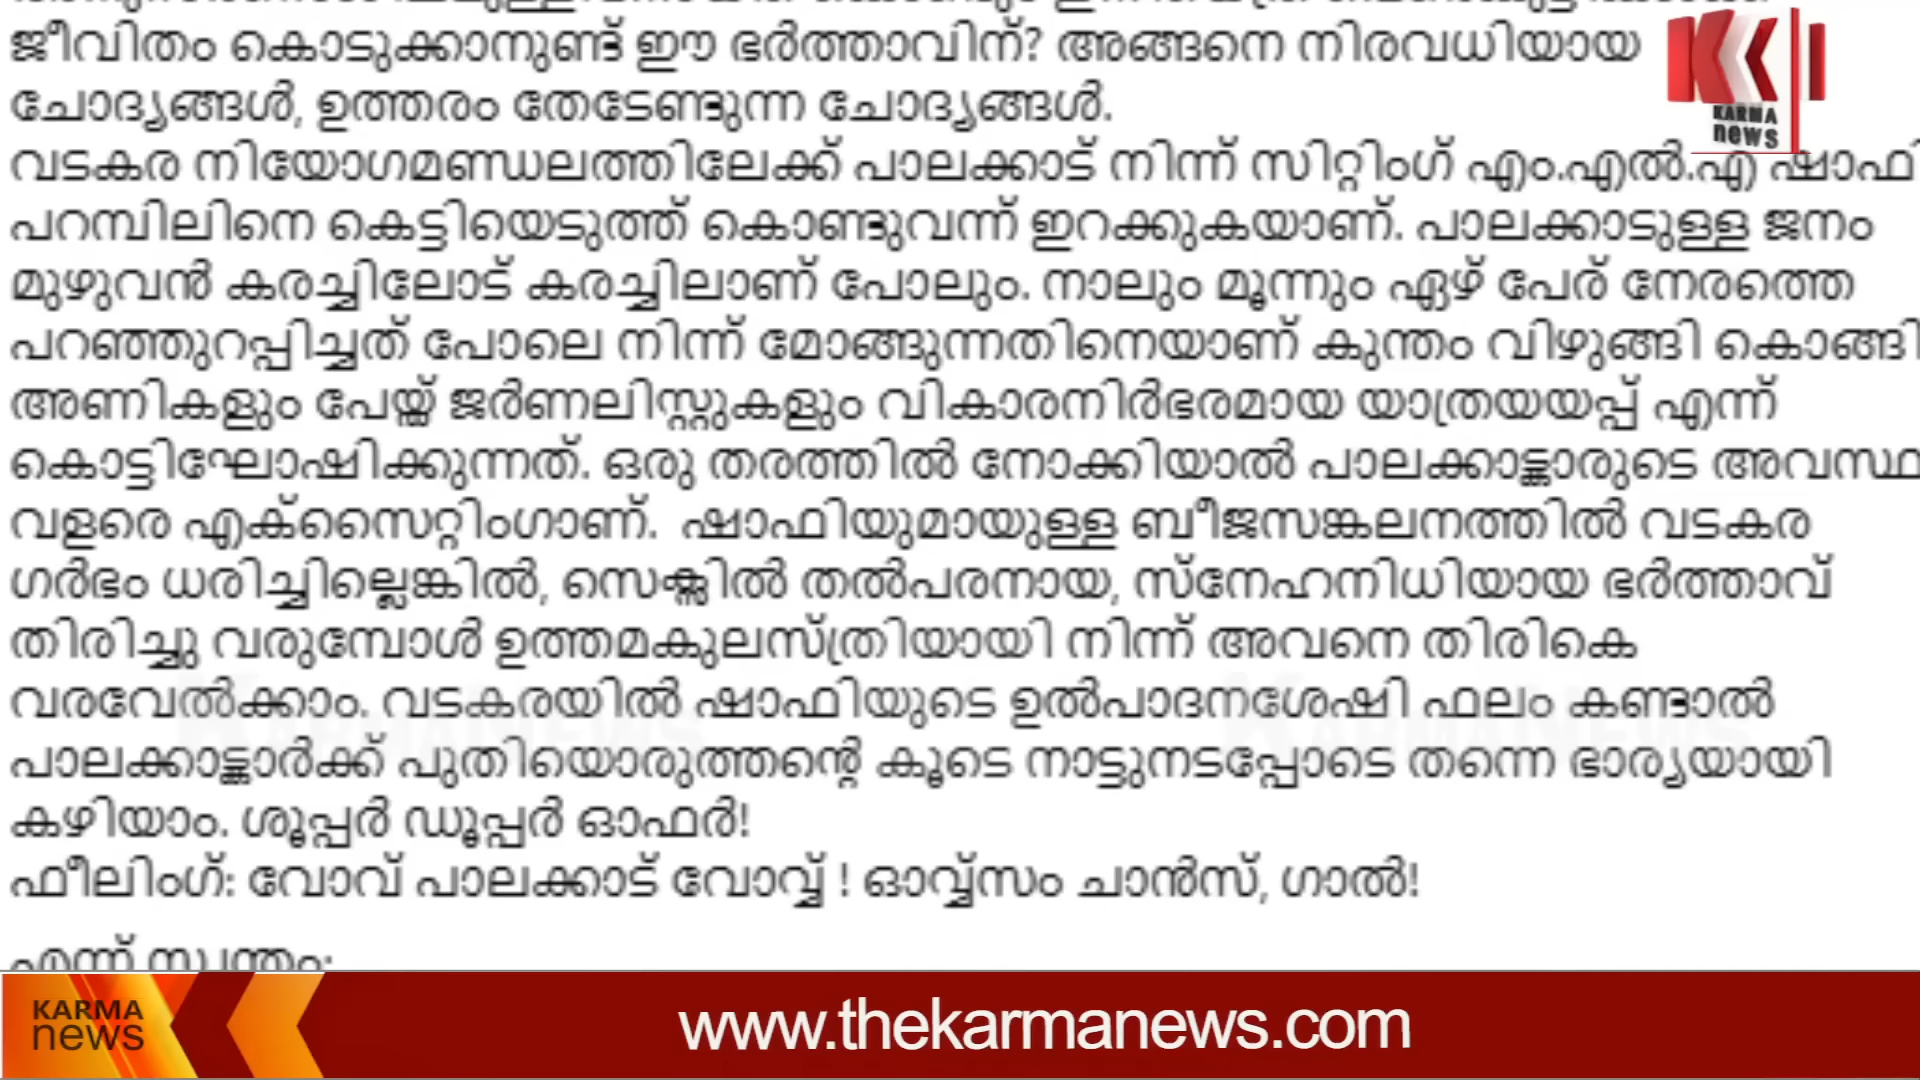 ജീവിതം കൊടുക്കാനുണ്ട് ഈ ഭർത്താവിന്? അങ്ങനെ നിരവധിയായ
ചോദ്യങ്ങൾ, ഉത്തരം തേടേണ്ടുന്ന ചോദ്യങ്ങൾ.
വടകര നിയോഗമണ്ഡലത്തിലേക്ക് പാലക്കാട് നിന്ന് സിറ്റിംഗ് എം.എൽ.എ ഷാഫി
പറമ്പിലിനെ കെട്ടിയെടുത്ത് കൊണ്ടുവന്ന് ഇറക്കുകയാണ്. പാലക്കാടുള്ള ജനം
മുഴുവൻ കരച്ചിലോട് കരച്ചിലാണ് പോലും. നാലും മൂന്നും ഏഴ് പേര് നേരത്തെ
പറഞ്ഞുറപ്പിച്ചത് പോലെ നിന്ന് മോങ്ങുന്നതിനെയാണ് കുന്തം വിഴുങ്ങി കൊങ്ങി
അണികളും പേയ്ഡ് ജർണലിസ്റ്റുകളും വികാരനിർഭരമായ യാത്രയയപ്പ് എന്ന്
കൊട്ടിഘോഷിക്കുന്നത്. ഒരു തരത്തിൽ നോക്കിയാൽ പാലക്കാട്ടുകാരുടെ അവസ്ഥ
വളരെ എക്സൈറ്റിംഗാണ്. ഷാഫിയുമായുള്ള ബീജസങ്കലനത്തിൽ വടകര
ഗർഭം ധരിച്ചില്ലെങ്കിൽ, സെക്സിൽ തൽപരനായ, സ്നേഹനിധിയായ ഭർത്താവ്
തിരിച്ചു വരുമ്പോൾ ഉത്തമകുലസ്ത്രിയായി നിന്ന് അവനെ തിരികെ
വരവേൽക്കാം. വടകരയിൽ ഷാഫിയുടെ ഉൽപാദനശേഷി ഫലം കണ്ടാൽ
പാലക്കാട്ടുകാർക്ക് പുതിയൊരുത്തന്റെ കൂടെ നാട്ടുനടപ്പോടെ തന്നെ ഭാര്യയായി
കഴിയാം. ശൂപ്പർ ഡൂപ്പർ ഓഫർ!
ഫീലിംഗ്: വോവ് പാലക്കാട് വോവ്വ് ! ഓവ്വ്സം ചാൻസ്, ഗാൽ!
എന്ന് സ്വന്തം;
KARMA
news
KARMA
news
www.thekarmanews.com